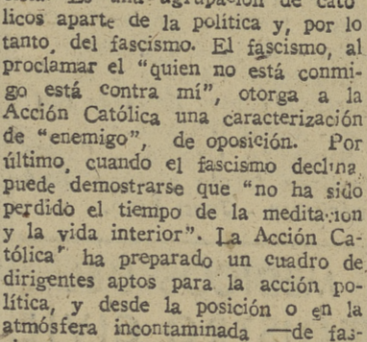 una agrupación de cató
licos aparte de la política y, por lo
tanto, del fascismo. El fascismo, al
proclamar el "quien no está conmi-
go está contra mí", otorga a la
Acción Católica una caracterización
de "enemigo", de oposición. Por
último, cuando el fascismo declina,
puede demostrarse que "no ha sido
perdido el tiempo de la meditación
y la vida interior". La Acción Ca-
tólica" ha preparado un cuadro de
dirigentes aptos para la acción po-
lítica, y desde la posición o en la
atmósfera incontaminada —de fas-